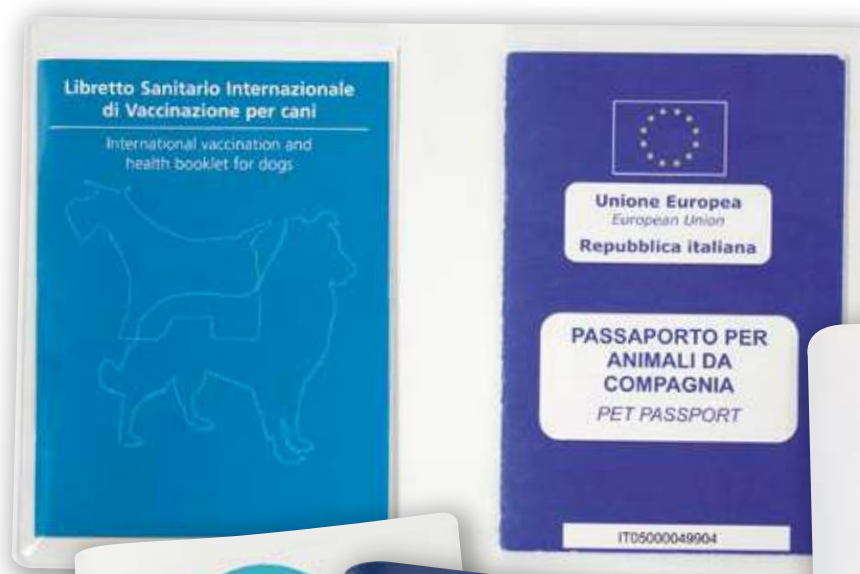 Libretto Sanitario Internazionale
di Vaccinazione per cani
International vaccination and
health booklet for dogs
Unione Europea
European Union
Repubblica italiana
PASSAPORTO PER
ANIMALI DA
COMPAGNIA
PET PASSPORT
IT05000049904